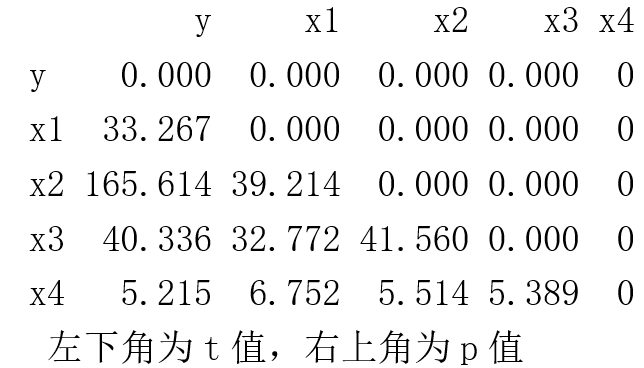 y x1 x2 x3 x4
y 0.000 0.000 0.000 0.000 0
x1 33.267 0.000 0.000 0.000 0
x2 165.614 39.214 0.000 0.000 0
x3 40.336 32.772 41.560 0.000 0
x4 5.215 6.752 5.514 5.389 0
左下角为t值，右上角为p值